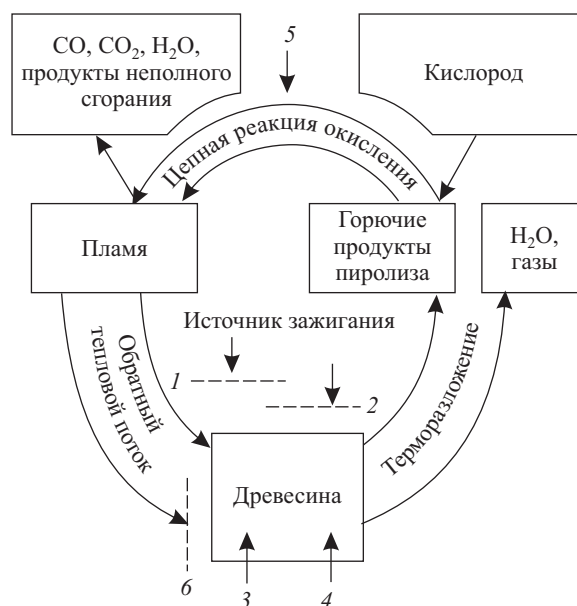 CO, CO₂, H₂O,
продукты неполного
сгорания
5
Кислород
Цепная реакция окисления
Пламя
Горючие
продукты
пиролиза
H₂O,
газы
Источник зажигания
1
2
Обратный
тепловой поток
Терморазложение
Древесина
6
3
4